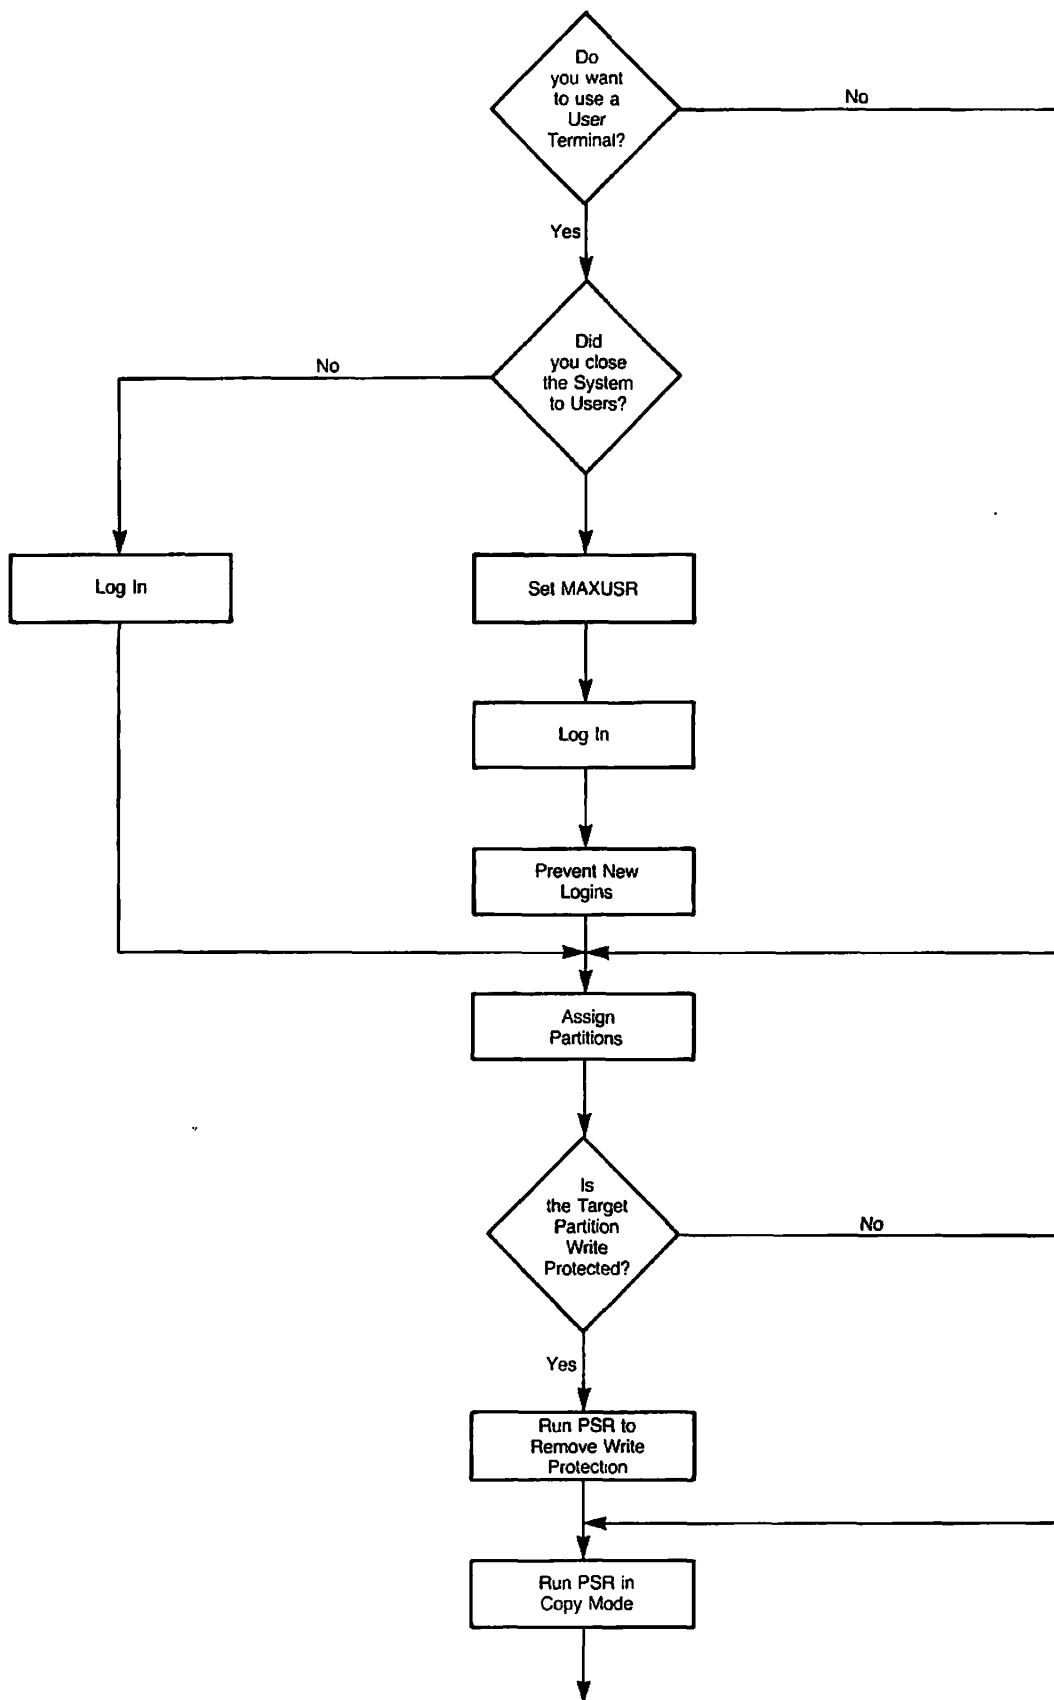 Do
you want
to use a
User
Terminal?
No
Yes
Did
you close
the System
to Users?
No
Log In
Set MAXUSR
Log In
Prevent New
Logins
Assign
Partitions
Is
the Target
Partition
Write
Protected?
No
Yes
Run PSR to
Remove Write
Protection
Run PSR in
Copy Mode